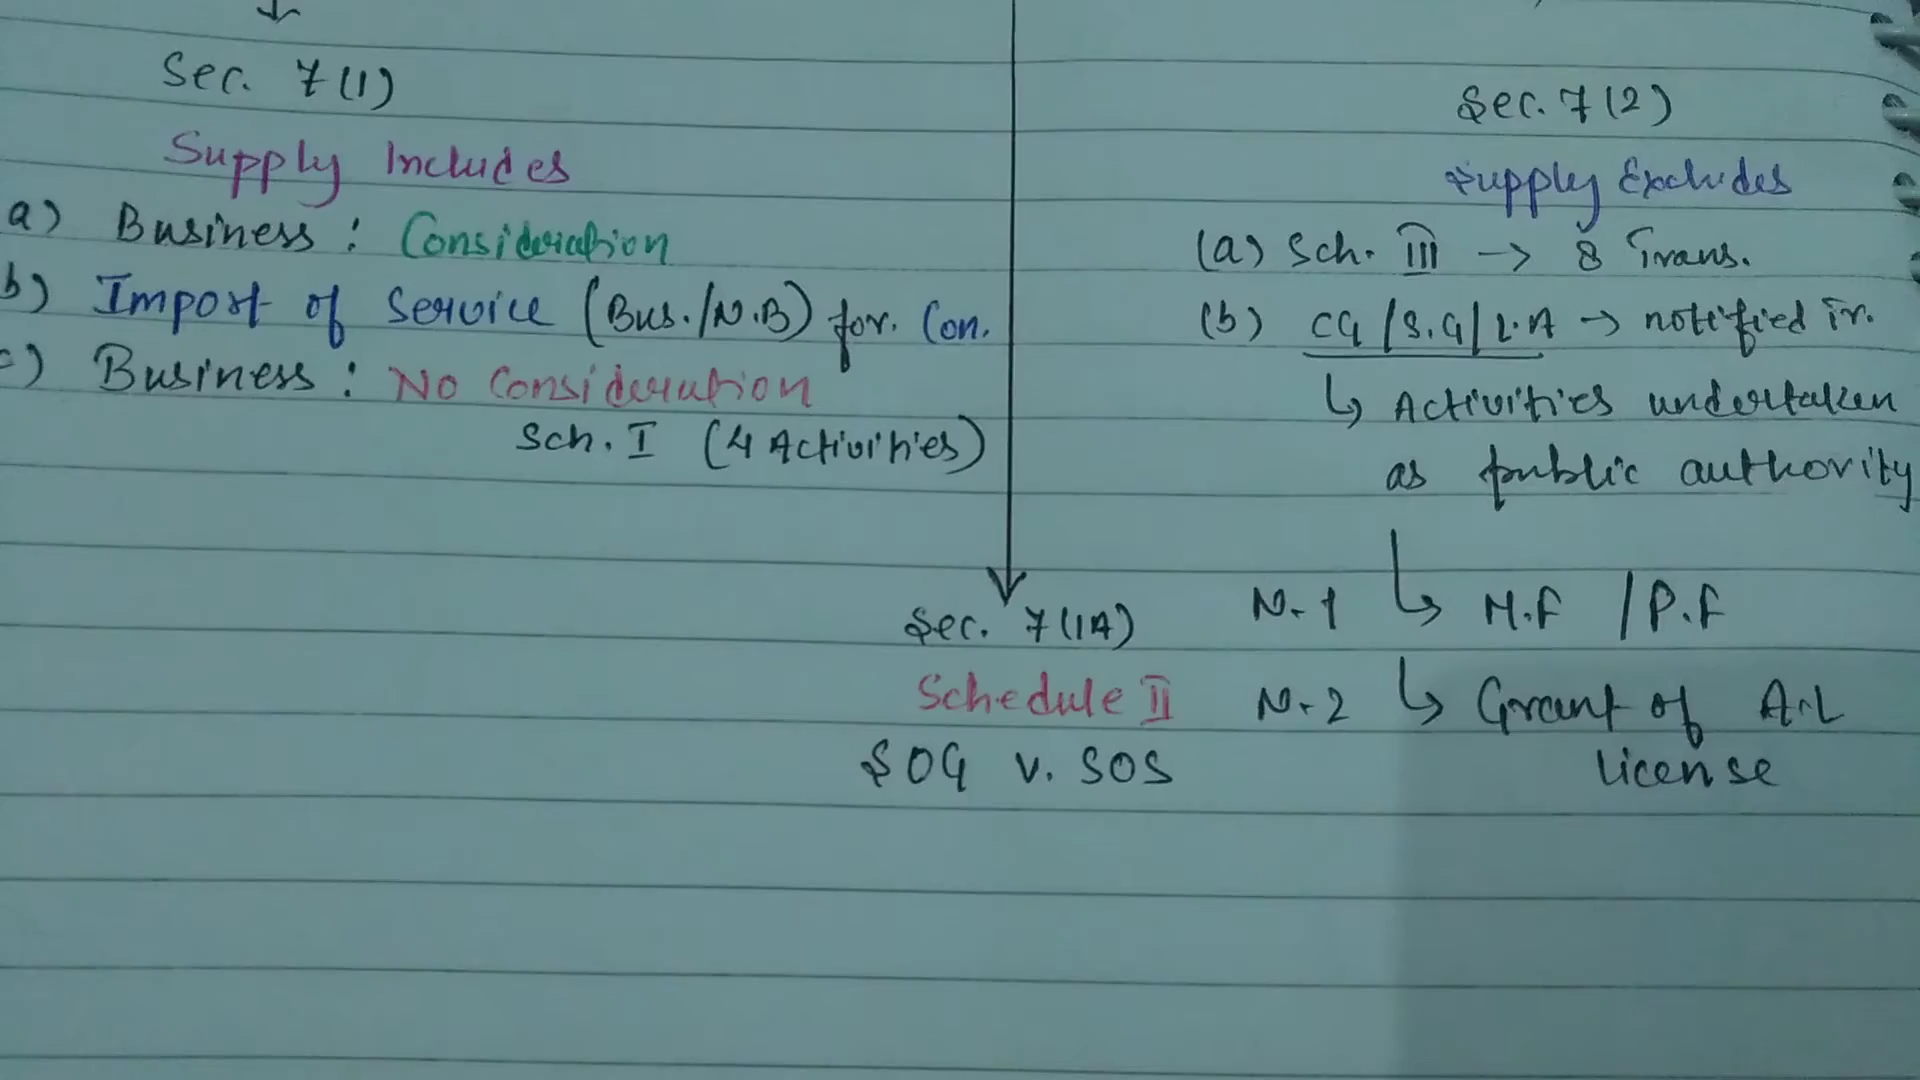 Sec. 7(1)
Supply Includes
a) Business : Consideration
b) Import of Service (Bus./N.B) for. Con.
c) Business : No Consideration
Sch. I (4 Activities)
Sec. 7(2)
Supply Excludes
(a) Sch. III → 8 Trans.
(b) CG / S.G / L.A → notified in.
↳ Activities undertaken
as public authority
N-1 ↳ M.F / P.F
N-2 ↳ Grant of A.L
license
Sec. 7(1A)
Schedule II
SOG v. SOS